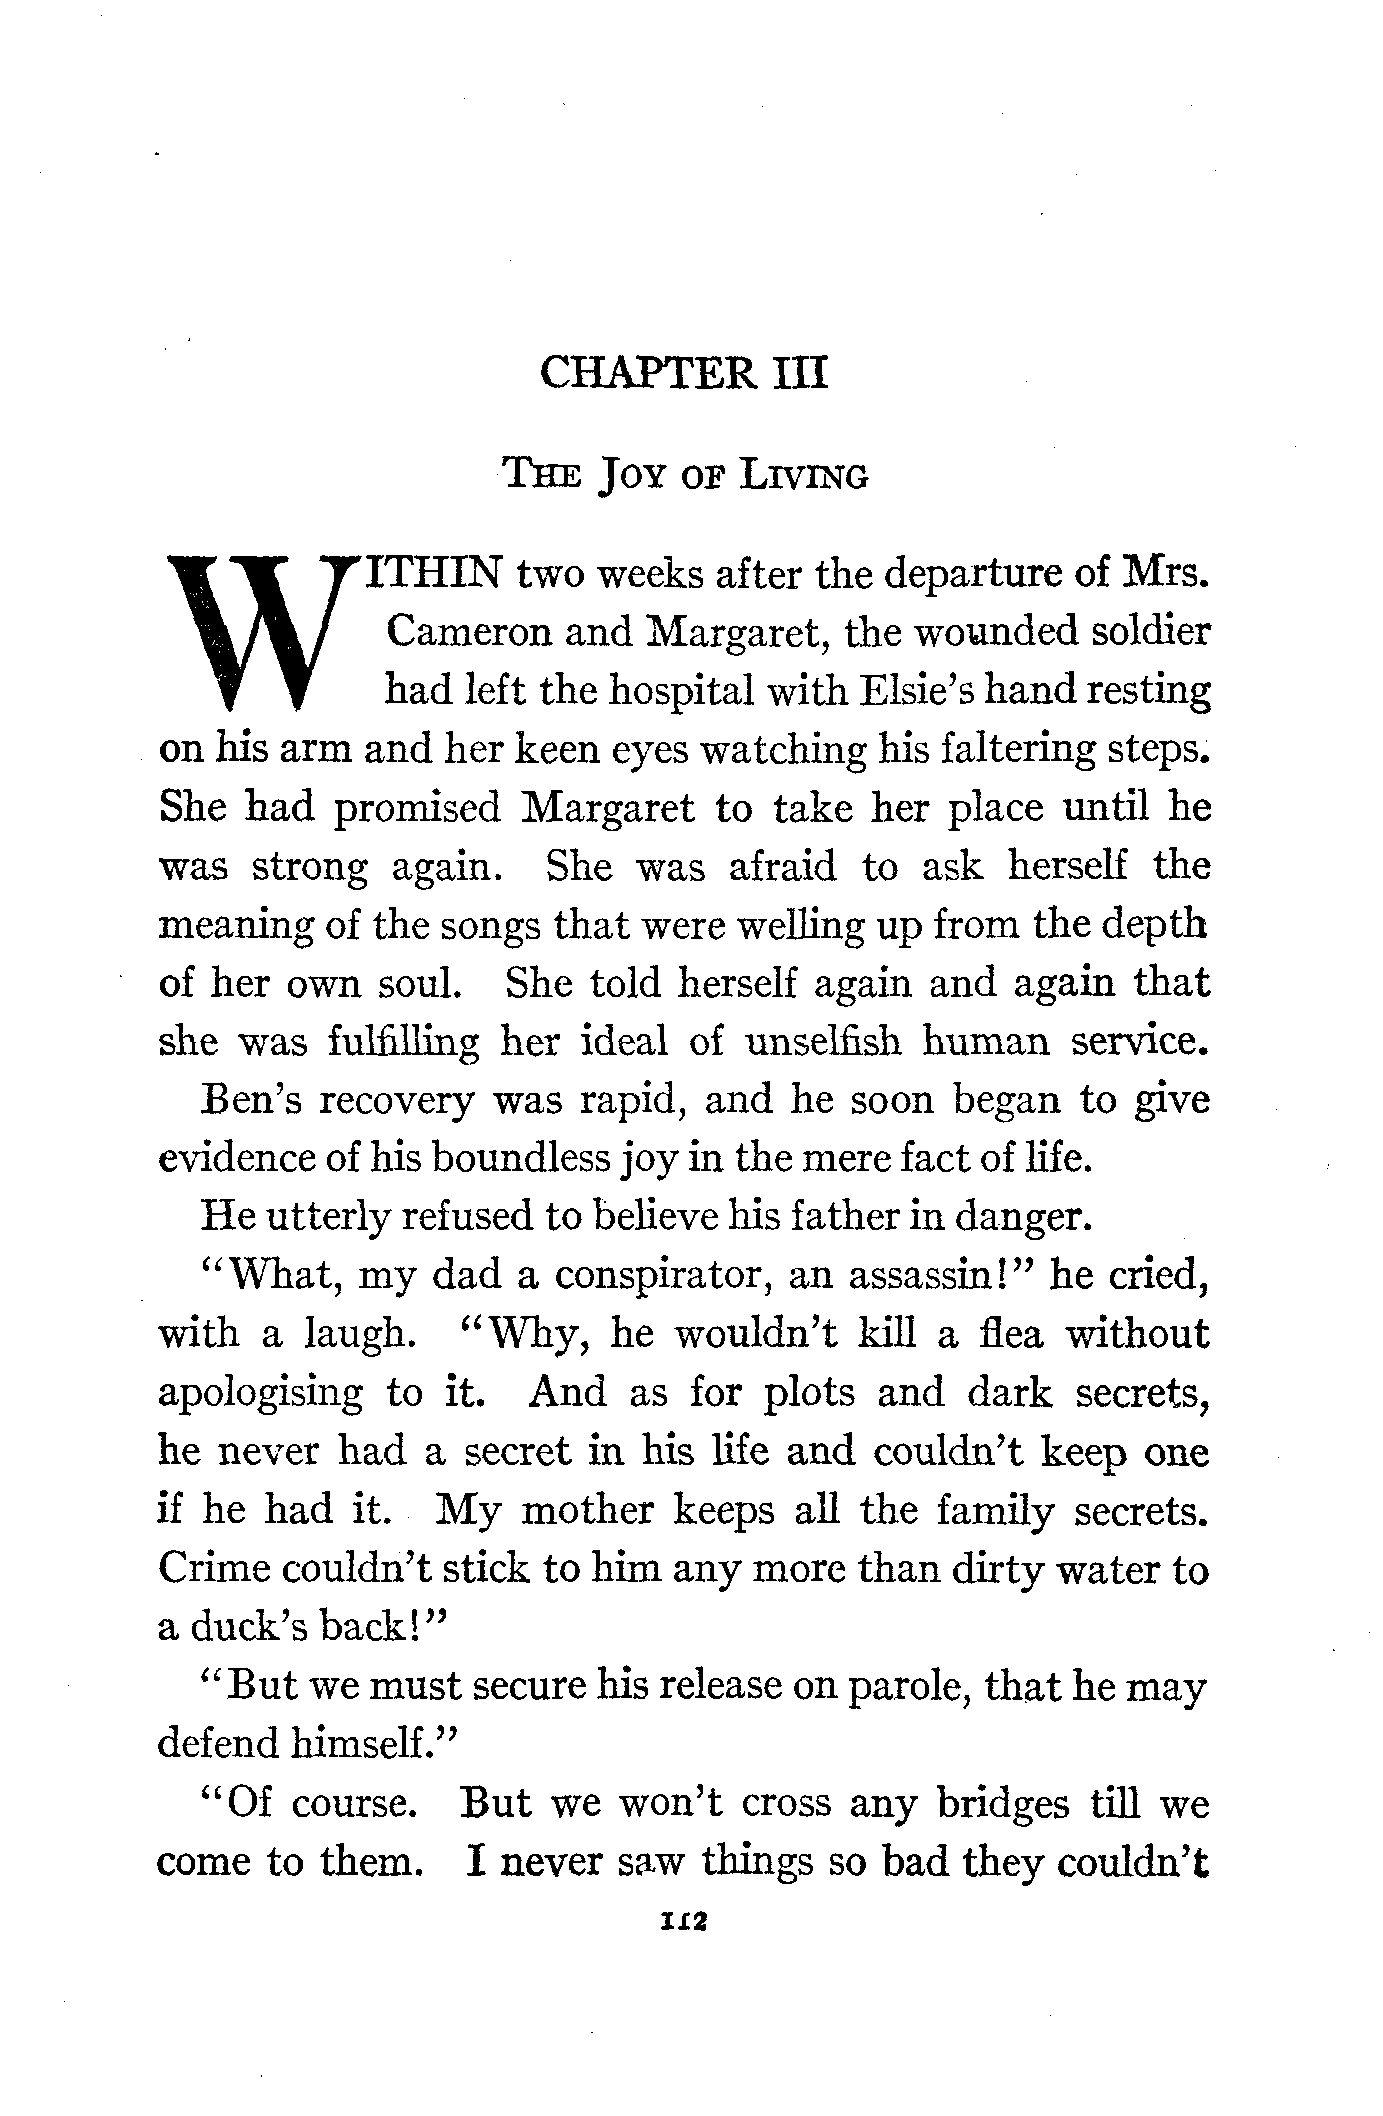 CHAPTER III
THE JOY OF LIVING
WITHIN two weeks after the departure of Mrs.
Cameron and Margaret, the wounded soldier
had left the hospital with Elsie's hand resting
on his arm and her keen eyes watching his faltering steps.
She had promised Margaret to take her place until he
was strong again. She was afraid to ask herself the
meaning of the songs that were welling up from the depth
of her own soul. She told herself again and again that
she was fulfilling her ideal of unselfish human service.
Ben's recovery was rapid, and he soon began to give
evidence of his boundless joy in the mere fact of life.
He utterly refused to believe his father in danger.
"What, my dad a conspirator, an assassin!" he cried,
with a laugh. "Why, he wouldn't kill a flea without
apologising to it. And as for plots and dark secrets,
he never had a secret in his life and couldn't keep one
if he had it. My mother keeps all the family secrets.
Crime couldn't stick to him any more than dirty water to
a duck's back!"
"But we must secure his release on parole, that he may
defend himself."
"Of course. But we won't cross any bridges till we
come to them. I never saw things so bad they couldn't
112